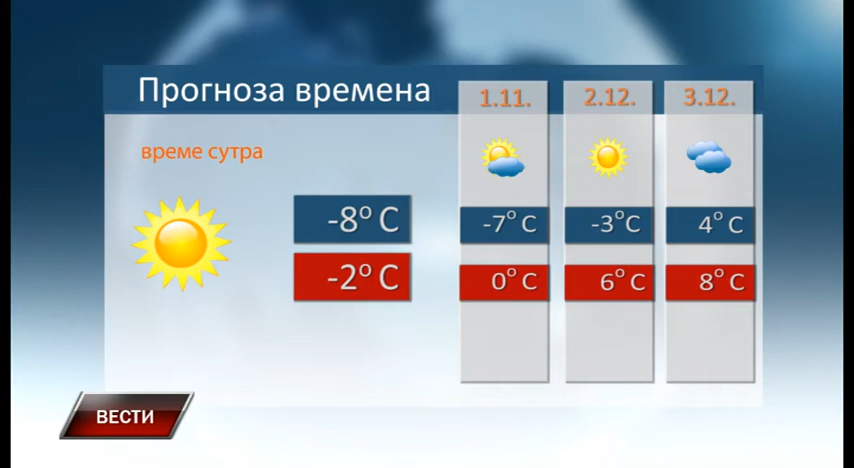 Прогноза времена
време сутра
-8° C
-2° C
1.11.
-7° C
0° C
2.12.
-3°C
6° C
3.12.
4° C
8° C
ВЕСТИ